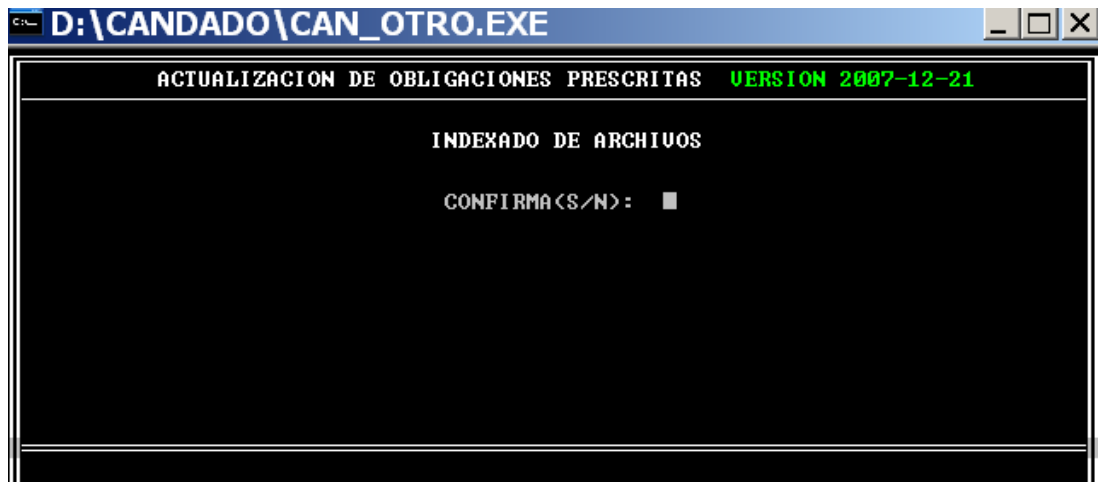 D:\CANDADO\CAN_OTRO.EXE
ACTUALIZACION DE OBLIGACIONES PRESCRITAS VERSION 2007-12-21
INDEXADO DE ARCHIVOS
CONFIRMA(S/N):